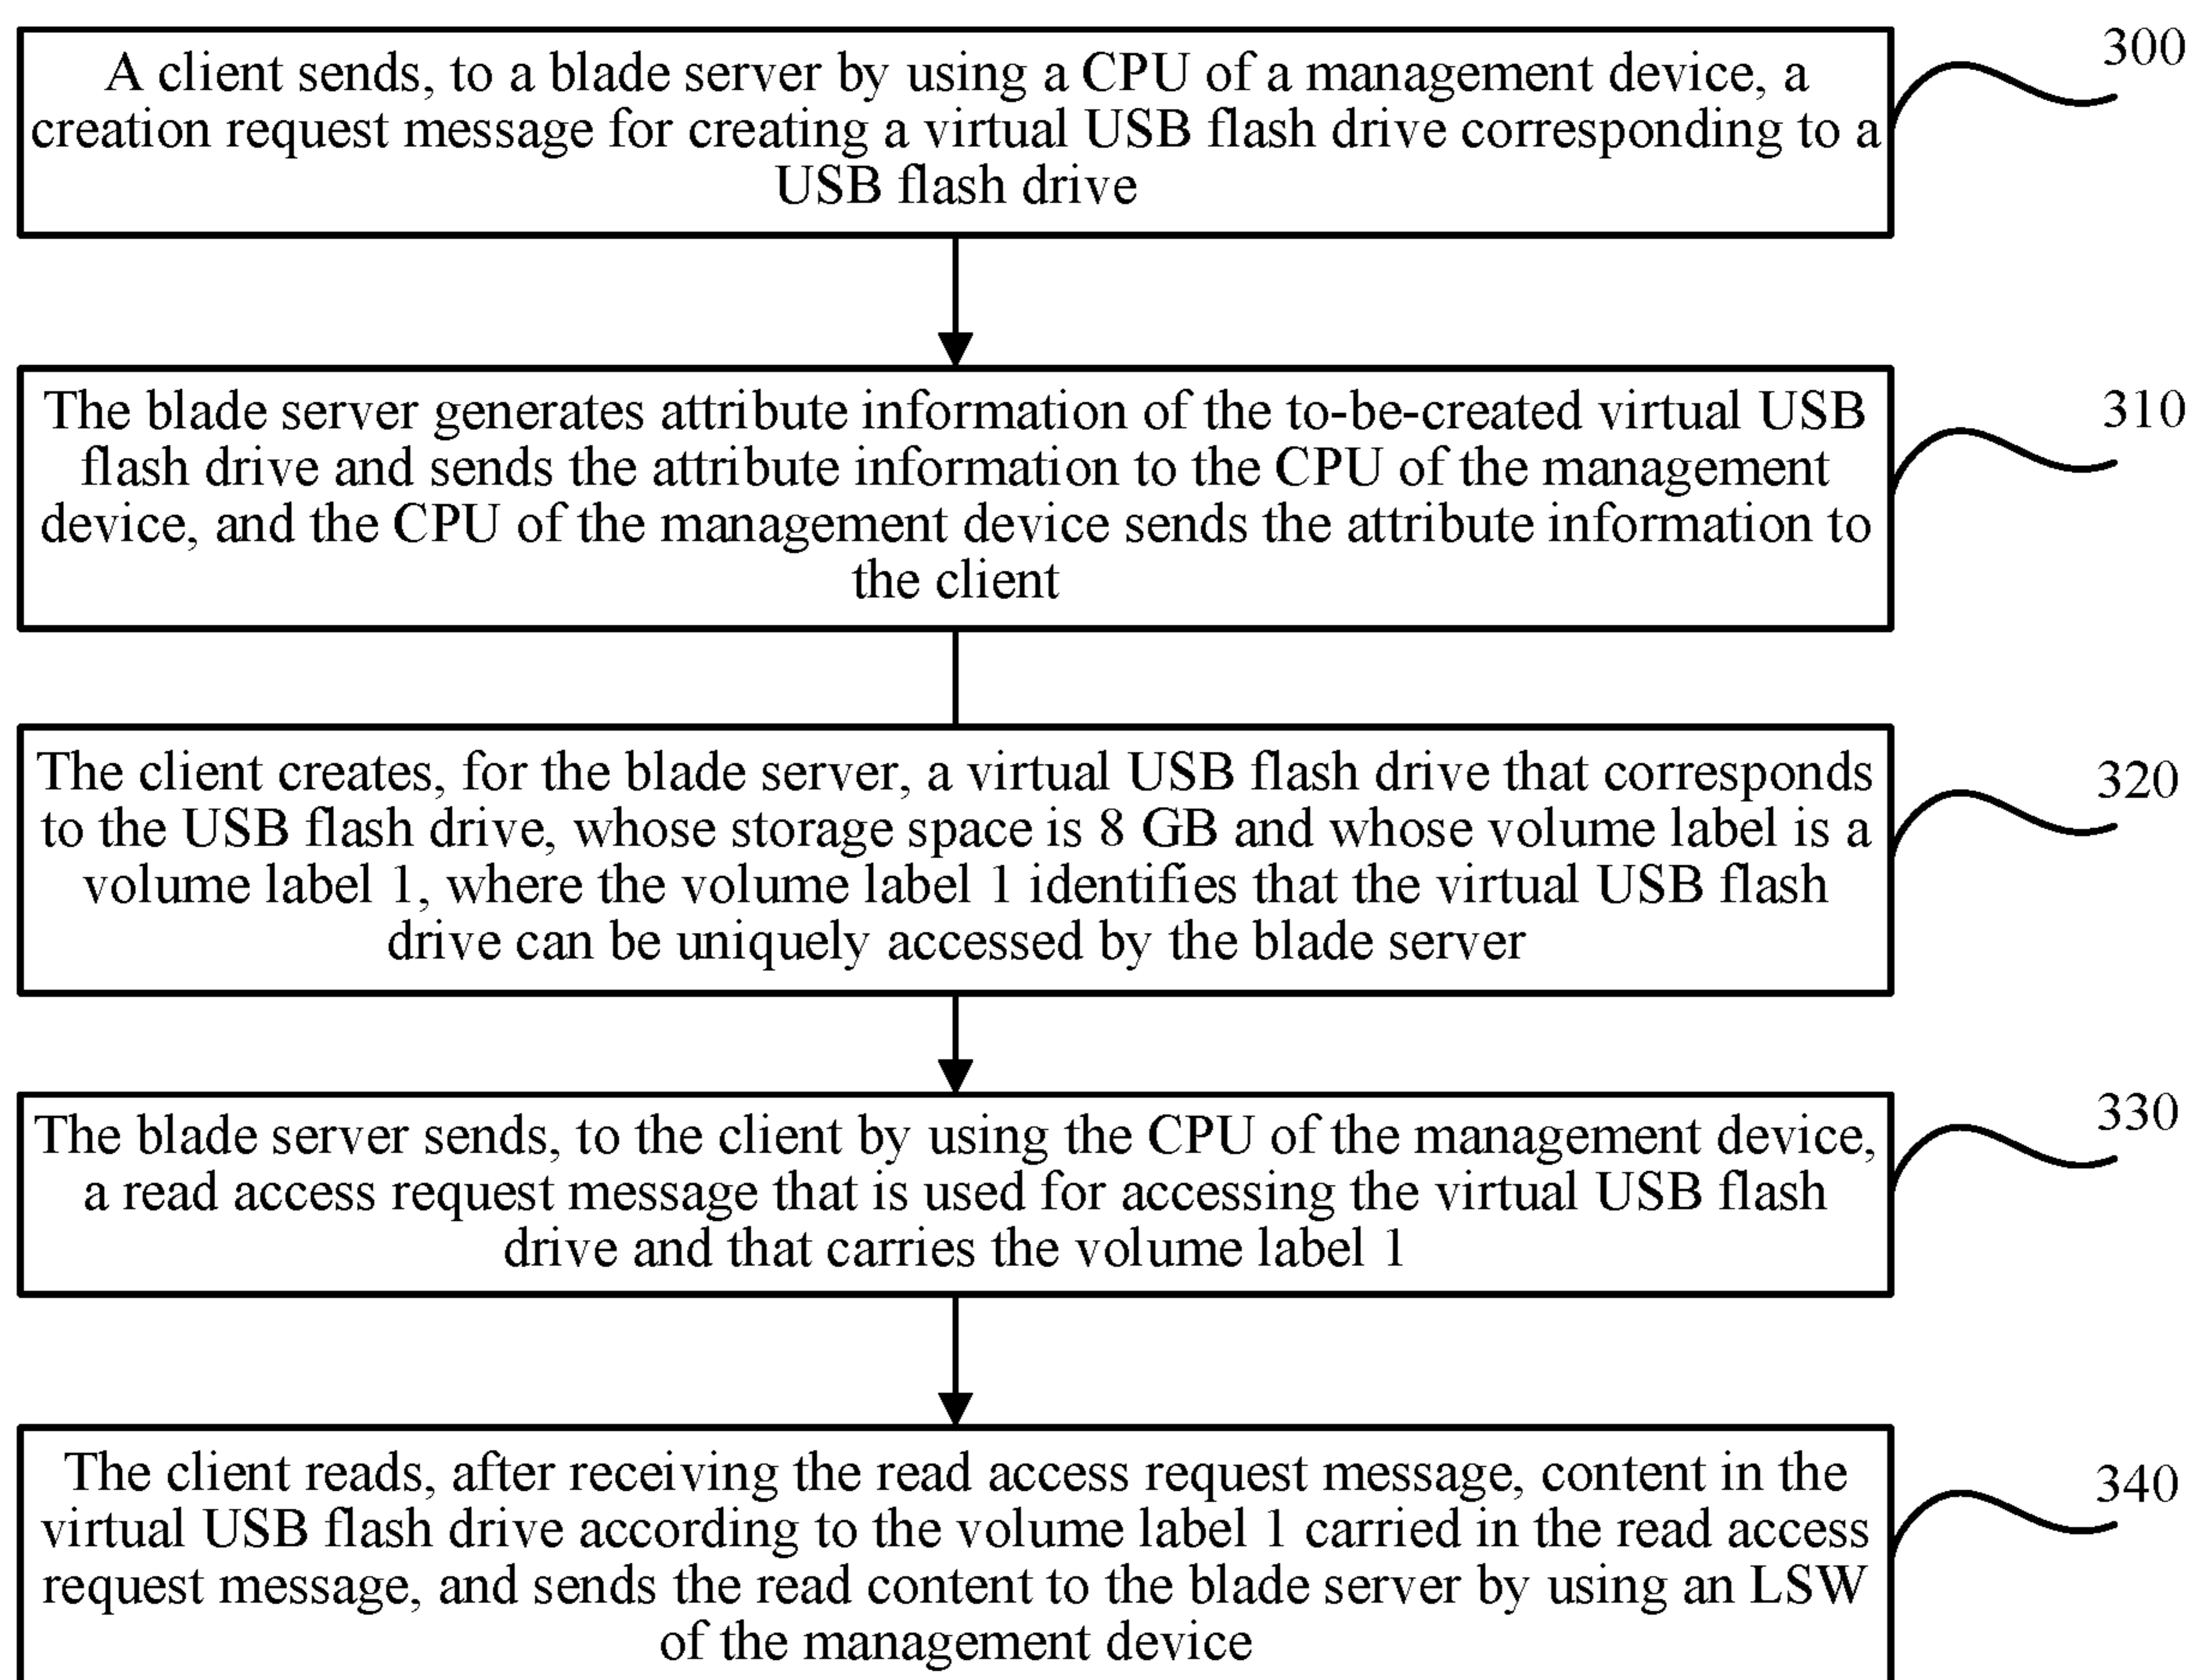 A client sends, to a blade server by using a CPU of a management device, a
creation request message for creating a virtual USB flash drive corresponding to a
USB flash drive
300
The blade server generates attribute information of the to-be-created virtual USB
flash drive and sends the attribute information to the CPU of the management
device, and the CPU of the management device sends the attribute information to
the client
310
The client creates, for the blade server, a virtual USB flash drive that corresponds
to the USB flash drive, whose storage space is 8 GB and whose volume label is a
volume label 1, where the volume label 1 identifies that the virtual USB flash
drive can be uniquely accessed by the blade server
320
The blade server sends, to the client by using the CPU of the management device,
a read access request message that is used for accessing the virtual USB flash
drive and that carries the volume label 1
330
The client reads, after receiving the read access request message, content in the
virtual USB flash drive according to the volume label 1 carried in the read access
request message, and sends the read content to the blade server by using an LSW
of the management device
340